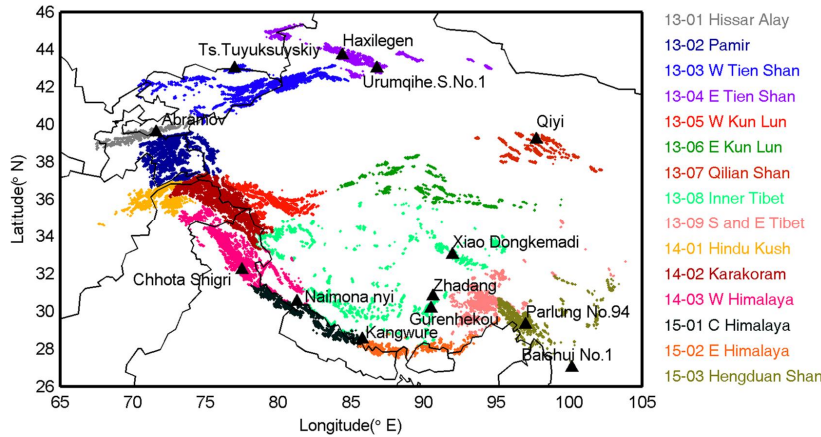 46
44
42
40
38
36
34
32
30
28
26
Latitude(° N)
65 70 75 80 85 90 95 100 105
Longitude(° E)
Ts.Tuyuksuyskiy
Haxilegen
Urumqihe.S.No.1
Abramov
Qiyi
Xiao Dongkemadi
Chhota Shigri
Naimona nyi
Zhadang
Gurenhekou
Parlung No.94
Kangwure
Baishui No.1
13-01 Hissar Alay
13-02 Pamir
13-03 W Tien Shan
13-04 E Tien Shan
13-05 W Kun Lun
13-06 E Kun Lun
13-07 Qilian Shan
13-08 Inner Tibet
13-09 S and E Tibet
14-01 Hindu Kush
14-02 Karakoram
14-03 W Himalaya
15-01 C Himalaya
15-02 E Himalaya
15-03 Hengduan Shan